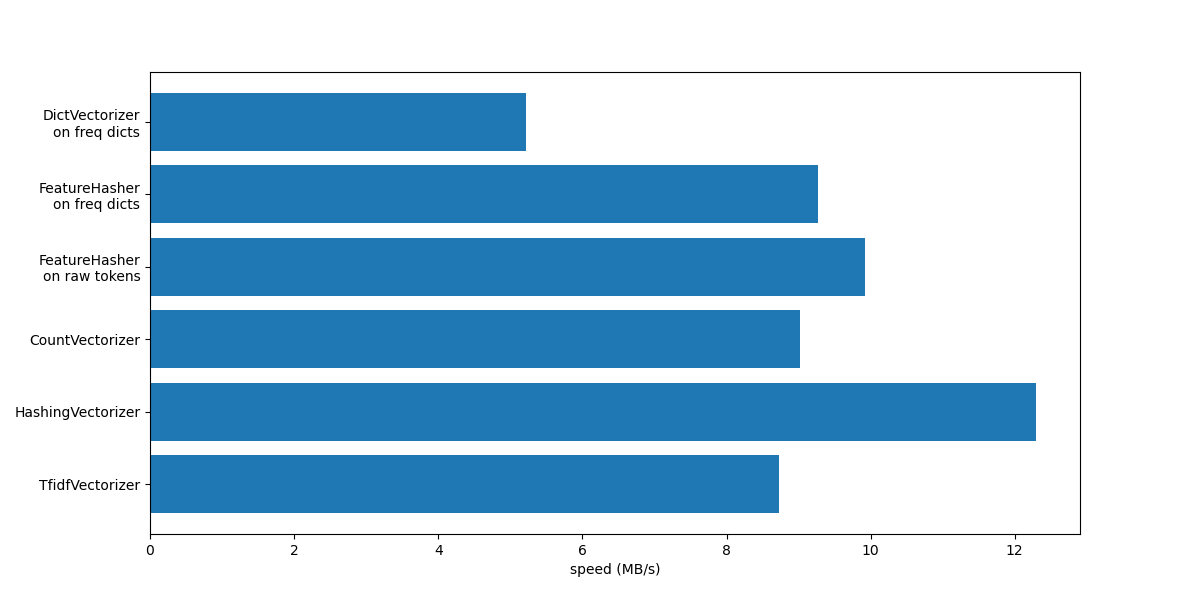 DictVectorizer
on freq dicts
FeatureHasher
on freq dicts
FeatureHasher
on raw tokens
CountVectorizer
HashingVectorizer
TfidfVectorizer
0 2 4 6 8 10 12
speed (MB/s)